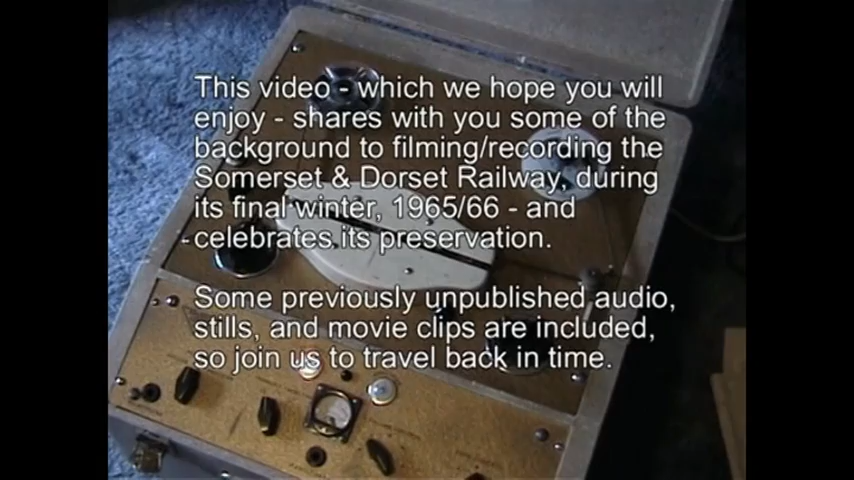 This video - which we hope you will
enjoy - shares with you some of the
background to filming/recording the
Somerset & Dorset Railway, during
its final winter, 1965/66 - and
celebrates its preservation.
Some previously unpublished audio,
stills, and movie clips are included,
so join us to travel back in time.